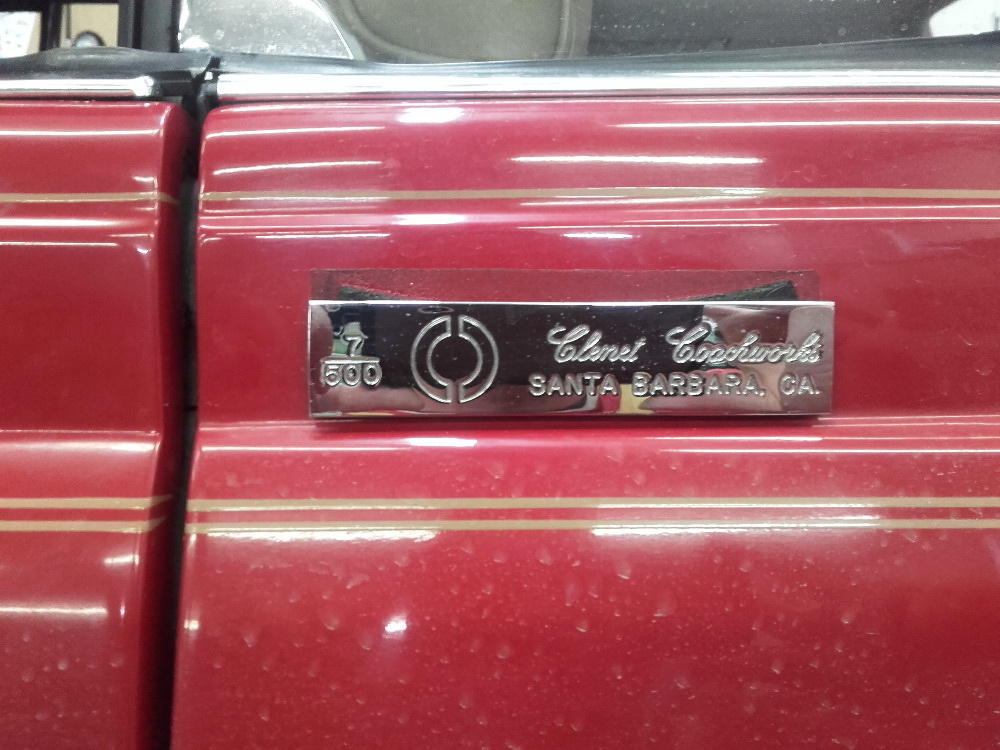 7
500
Clenet Coachworks
SANTA BARBARA, CA.